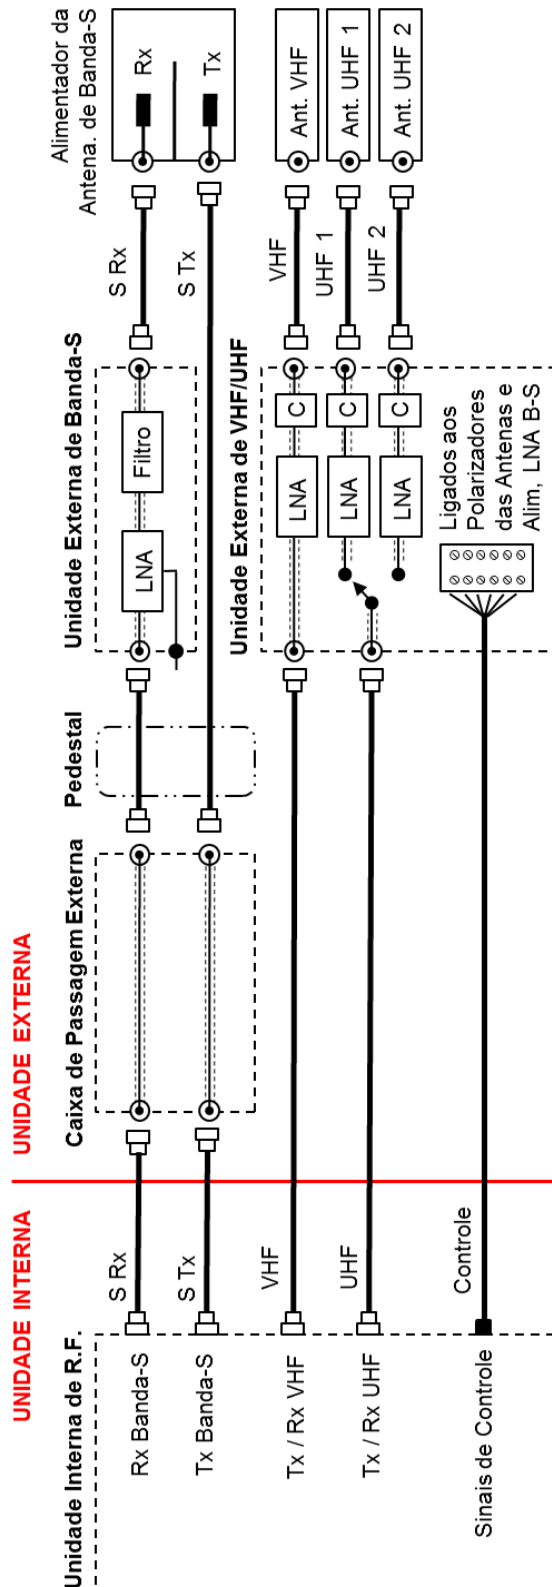 UNIDADE INTERNA
UNIDADE EXTERNA
Unidade Interna de R.F.
Caixa de Passagem Externa
Pedestal
Unidade Externa de Banda-S
Alimentador da
Antena. de Banda-S
Rx Banda-S
S Rx
LNA
Filtro
S Rx
Rx
Tx Banda-S
S Tx
S Tx
Tx
Unidade Externa de VHF/UHF
Tx / Rx VHF
VHF
LNA
C
VHF
Ant. VHF
Tx / Rx UHF
UHF
LNA
C
UHF 1
Ant. UHF 1
LNA
C
UHF 2
Ant. UHF 2
Sinais de Controle
Controle
Ligados aos
Polarizadores
das Antenas e
Alim, LNA B-S